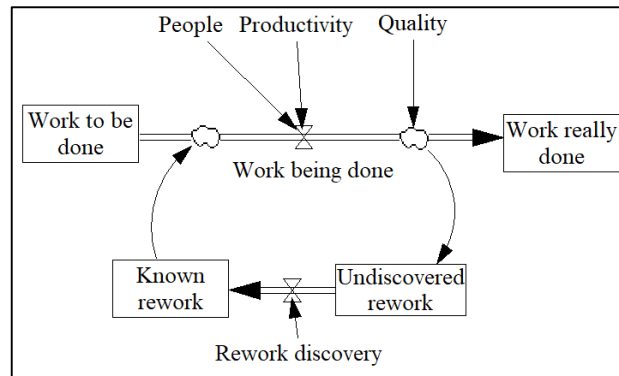 People Productivity Quality
Work to be
done
Work being done
Work really
done
Known
rework
Undiscovered
rework
Rework discovery